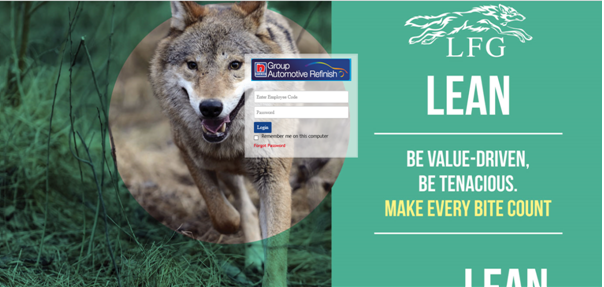 Group
Automotive Refinish
Enter Employee Code
Password
Login
Remember me on this computer
Forgot Password
LFG
LEAN
BE VALUE-DRIVEN,
BE TENACIOUS.
MAKE EVERY BITE COUNT
LEAN